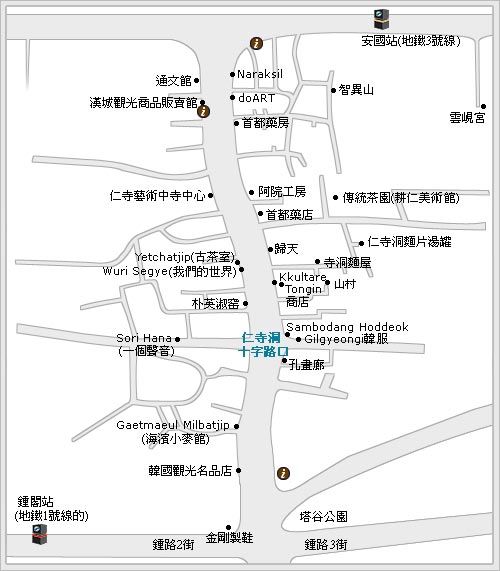 安國站(地鐵3號線)
通文館
Naraksil
智異山
漢城觀光商品販賣館
doART
雲峴宮
首都藥房
仁寺藝術中寺中心
阿院工房
傳統茶園(耕仁美術館)
首都藥店
歸天
仁寺洞麵片湯罐
Yetchatjip(古茶室)
寺洞麵屋
Wuri Segye(我們的世界)
Kkultare
Tongin
商店
山村
朴英淑窑
Sori Hana
(一個聲音)
仁寺洞
十字路口
Sambodang Hoddeok
Gilgyeongi韓服
孔畫廊
Gaetmaeul Milbatjip
(海濱小麥館)
韓國觀光名品店
鍾閣站
(地鐵1號線的)
塔谷公園
金剛製鞋
鍾路2街
鍾路3街